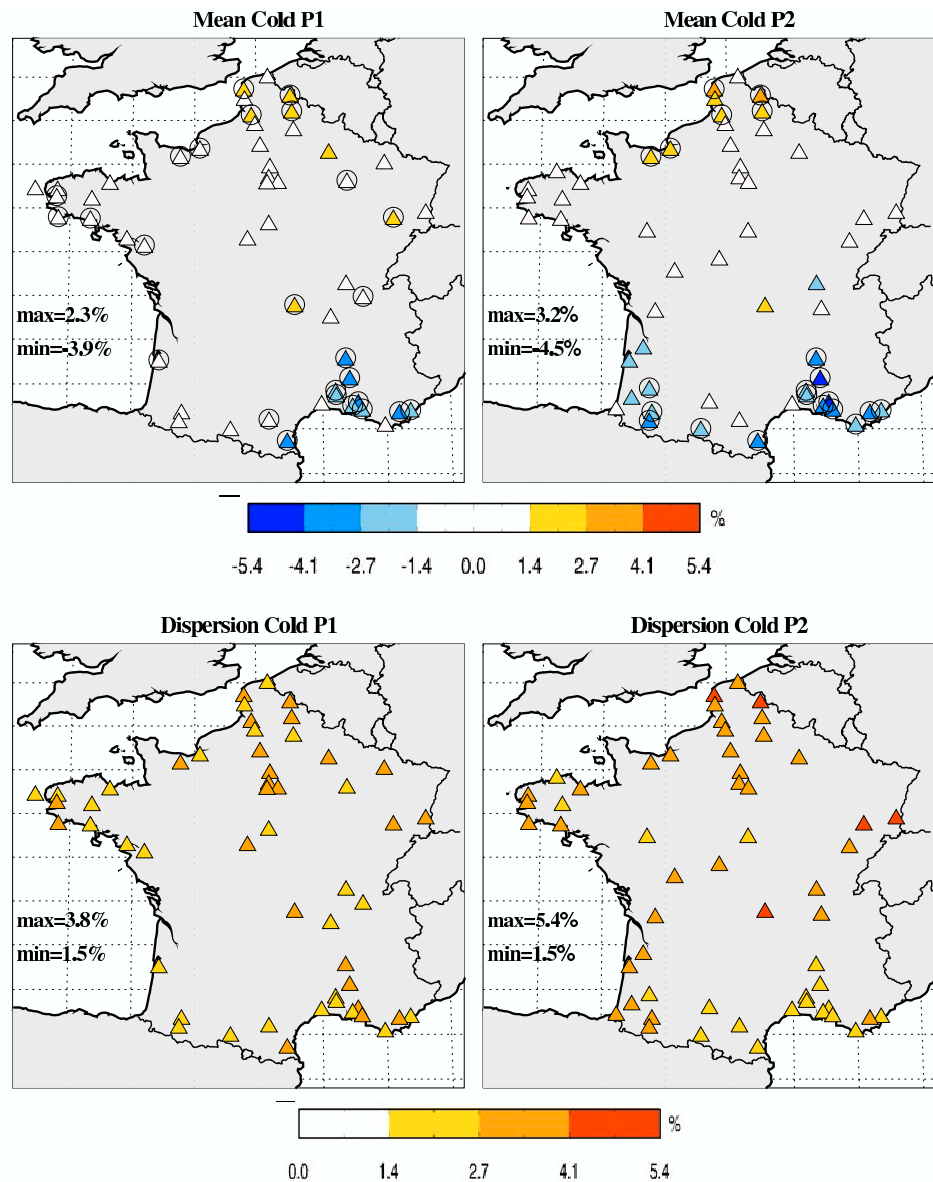 Mean Cold P1
Mean Cold P2
max=2.3%
min=-3.9%
max=3.2%
min=-4.5%
-5.4 -4.1 -2.7 -1.4 0.0 1.4 2.7 4.1 5.4
%
Dispersion Cold P1
Dispersion Cold P2
max=3.8%
min=1.5%
max=5.4%
min=1.5%
%
0.0 1.4 2.7 4.1 5.4